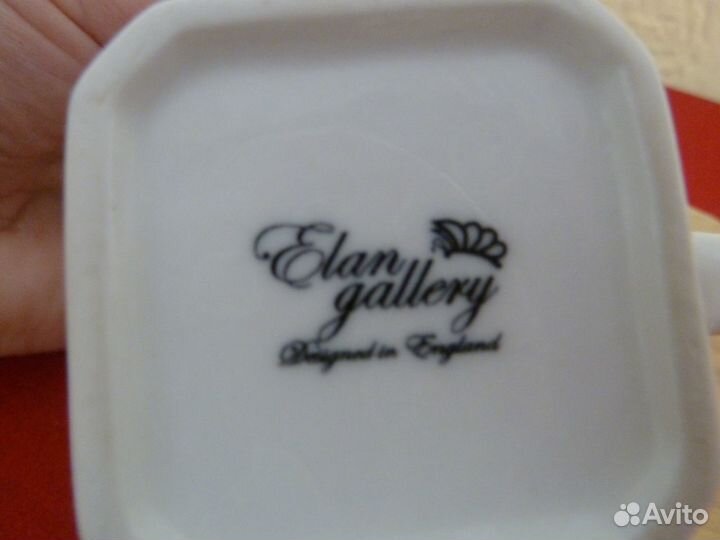 Elan
gallery
Designed in England
Avito